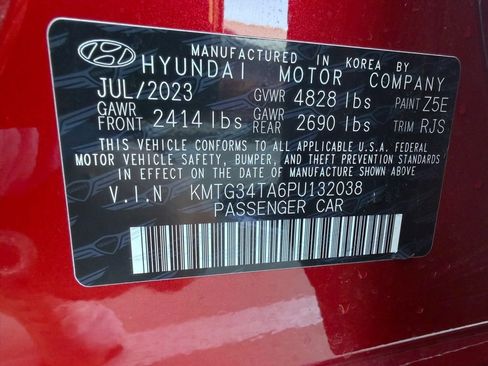 MANUFACTURED IN KOREA BY
HYUNDAI MOTOR COMPANY
JUL/2023 GVWR 4828 lbs PAINT Z5E
GAWR FRONT 2414 lbs GAWR REAR 2690 lbs TRIM RJS
THIS VEHICLE CONFORMS TO ALL APPLICABLE U.S.A. FEDERAL
MOTOR VEHICLE SAFETY, BUMPER, AND THEFT PREVENTION STANDARDS
IN EFFECT ON THE DATE OF MANUFACTURE SHOWN ABOVE.
V.I.N KMTG34TA6PU132038
PASSENGER CAR